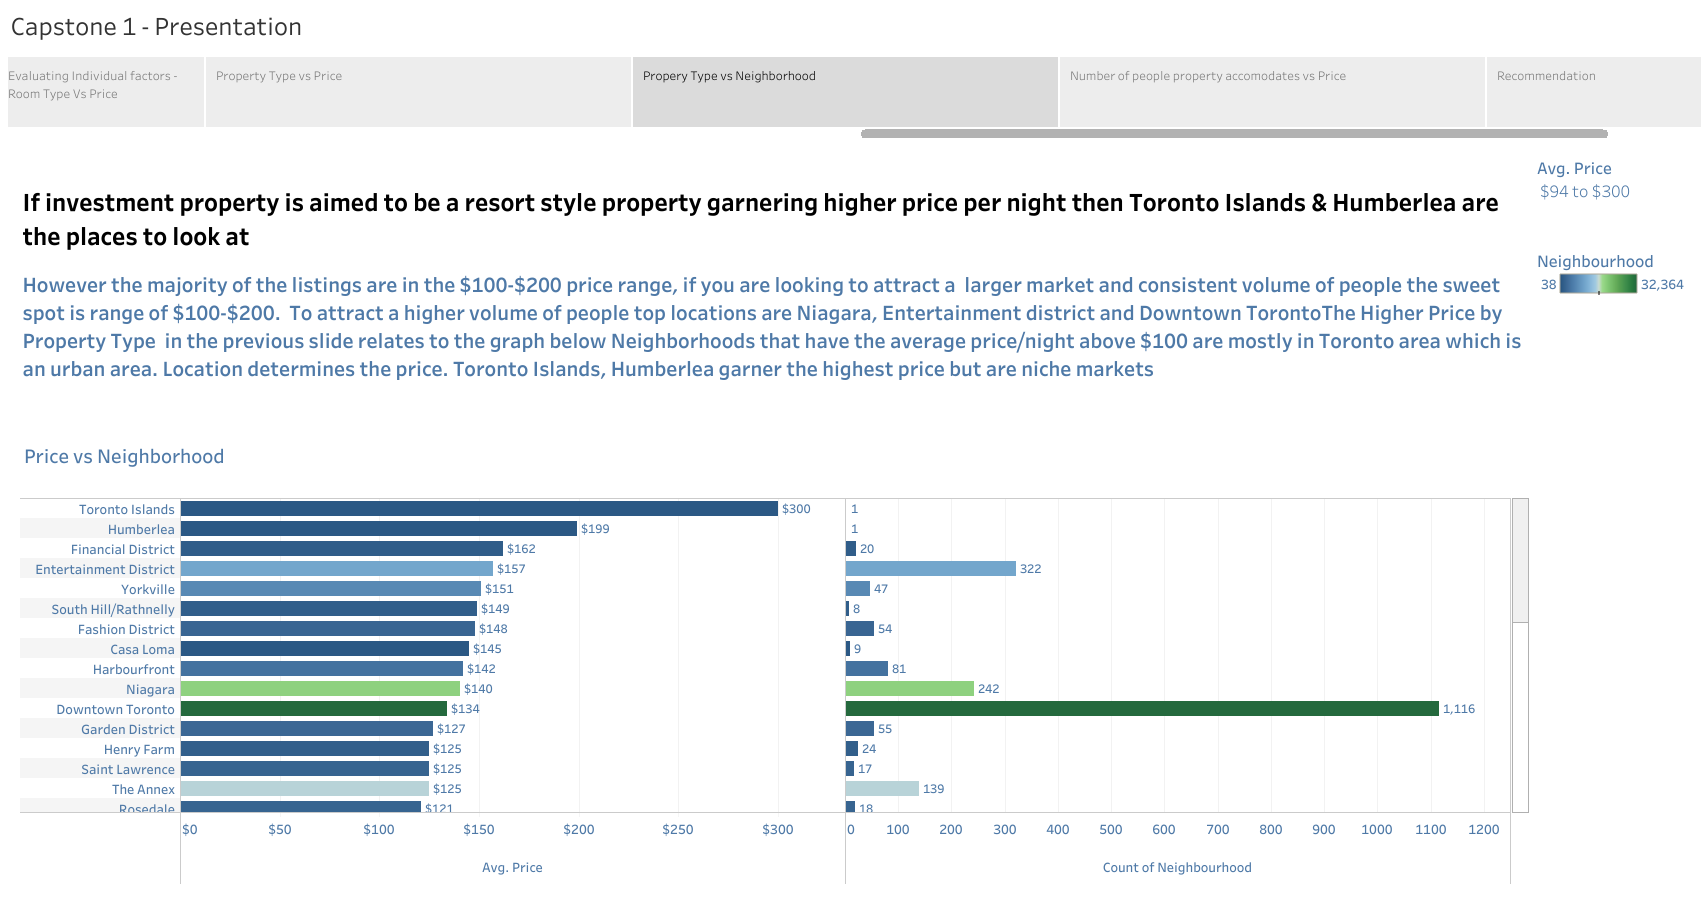 Capstone 1 - Presentation
Evaluating Individual factors -
Room Type Vs Price
Property Type vs Price
Propery Type vs Neighborhood
Number of people property accomodates vs Price
Recommendation
Avg. Price
$94 to $300
If investment property is aimed to be a resort style property garnering higher price per night then Toronto Islands & Humberlea are
the places to look at
Neighbourhood
38 32,364
However the majority of the listings are in the $100-$200 price range, if you are looking to attract a  larger market and consistent volume of people the sweet
spot is range of $100-$200.  To attract a higher volume of people top locations are Niagara, Entertainment district and Downtown TorontoThe Higher Price by
Property Type  in the previous slide relates to the graph below Neighborhoods that have the average price/night above $100 are mostly in Toronto area which is
an urban area. Location determines the price. Toronto Islands, Humberlea garner the highest price but are niche markets
Price vs Neighborhood
Toronto Islands $300 1
Humberlea $199 1
Financial District $162 20
Entertainment District $157 322
Yorkville $151 47
South Hill/Rathnelly $149 8
Fashion District $148 54
Casa Loma $145 9
Harbourfront $142 81
Niagara $140 242
Downtown Toronto $134 1,116
Garden District $127 55
Henry Farm $125 24
Saint Lawrence $125 17
The Annex $125 139
Rosedale $121 18
$0 $50 $100 $150 $200 $250 $300 0 100 200 300 400 500 600 700 800 900 1000 1100 1200
Avg. Price Count of Neighbourhood